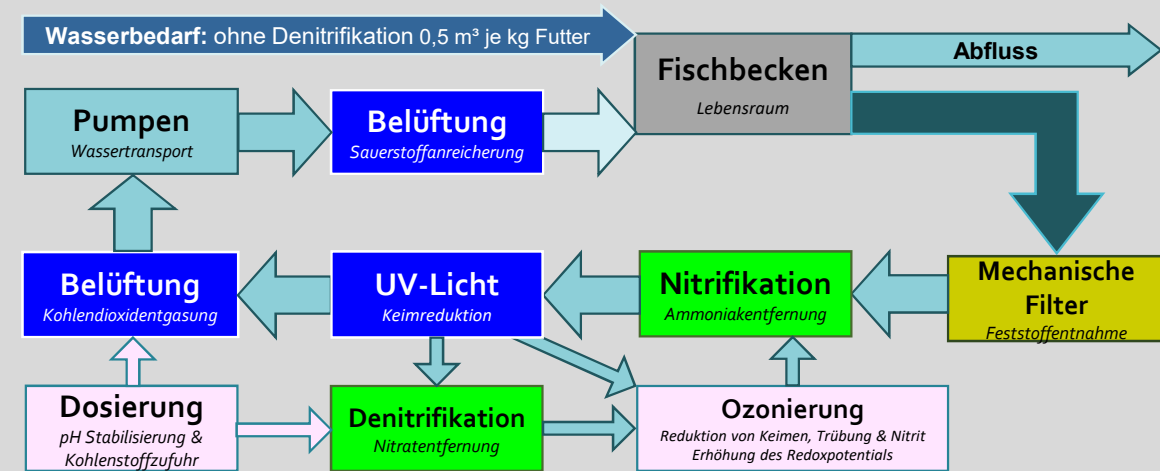 Wasserbedarf: ohne Denitrifikation 0,5 m³ je kg Futter
Fischbecken
Lebensraum
Abfluss
Pumpen
Wassertransport
Belüftung
Sauerstoffanreicherung
Belüftung
Kohlendioxidentgasung
UV-Licht
Keimreduktion
Nitrifikation
Ammoniakentfernung
Mechanische
Filter
Feststoffentnahme
Dosierung
pH Stabilisierung &
Kohlenstoffzufuhr
Denitrifikation
Nitratentfernung
Ozonierung
Reduktion von Keimen, Trübung & Nitrit
Erhöhung des Redoxpotentials